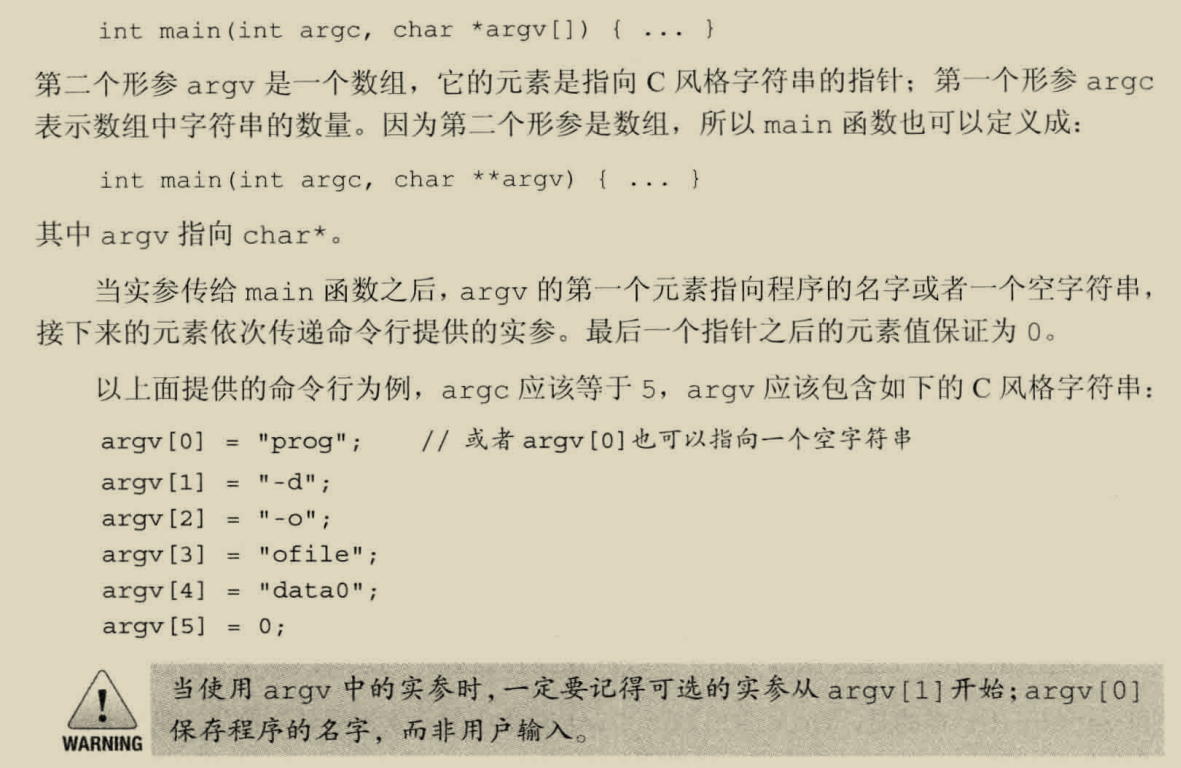 int main(int argc, char *argv[]) { ... }
第二个形参 argv 是一个数组，它的元素是指向 C 风格字符串的指针；第一个形参 argc
表示数组中字符串的数量。因为第二个形参是数组，所以 main 函数也可以定义成：
int main(int argc, char **argv) { ... }
其中 argv 指向 char*。
当实参传给 main 函数之后，argv 的第一个元素指向程序的名字或者一个空字符串，
接下来的元素依次传递命令行提供的实参。最后一个指针之后的元素值保证为 0。
以上面提供的命令行为例，argc 应该等于 5，argv 应该包含如下的 C 风格字符串：
argv[0] = "prog";    // 或者 argv[0]也可以指向一个空字符串
argv[1] = "-d";
argv[2] = "-o";
argv[3] = "ofile";
argv[4] = "data0";
argv[5] = 0;
当使用 argv 中的实参时，一定要记得可选的实参从 argv[1]开始；argv[0]
保存程序的名字，而非用户输入。
WARNING